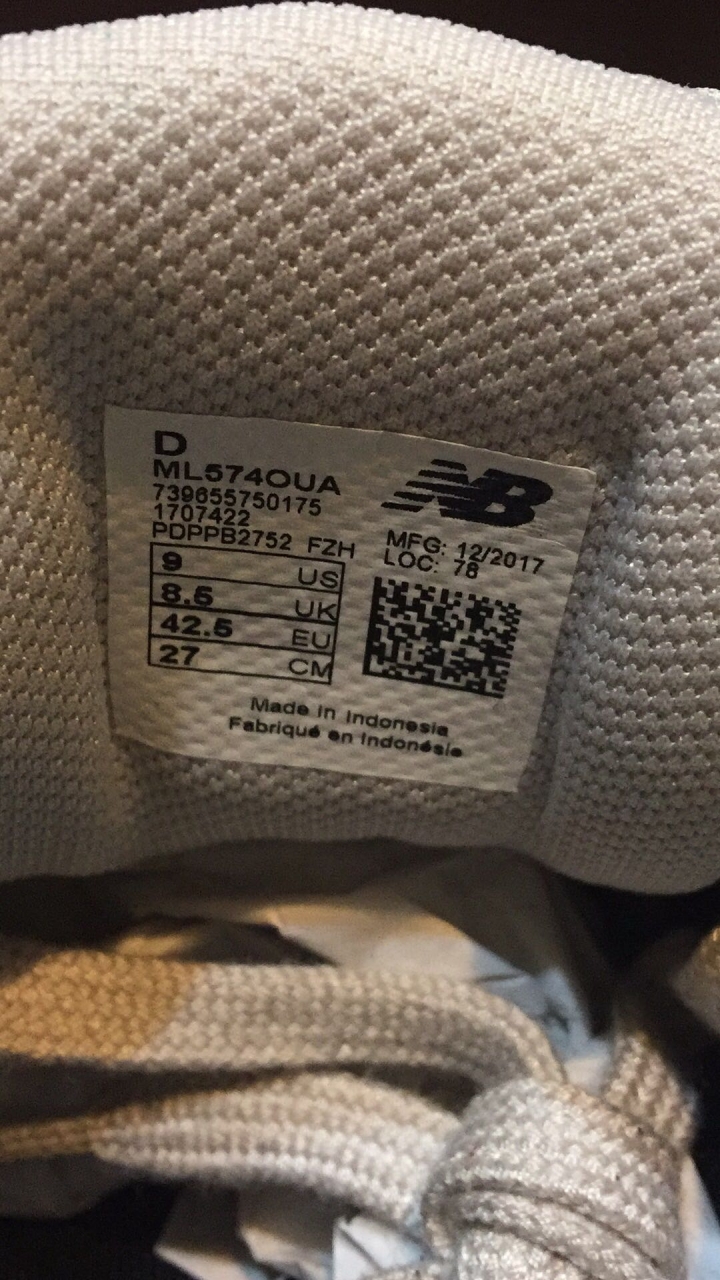 D
ML574OUA
739655750175
1707422
PDPPB2752 FZH
NB
MFG: 12/2017
LOC: 78
9 US
8.5 UK
42.5 EU
27 CM
Made in Indonesia
Fabriqué en Indonésie